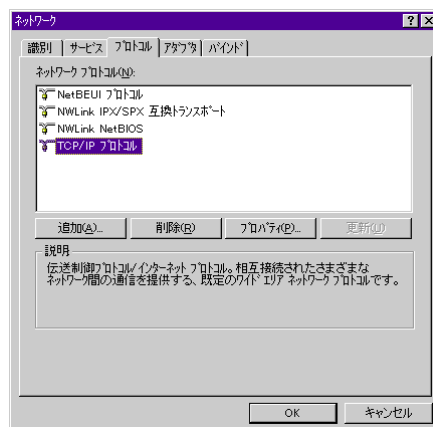 ネットワーク
識別 サービス プロトコル アダプタ バインド
ネットワーク プロトコル(N):
NetBEUI プロトコル
NWLink IPX/SPX 互換トランスポート
NWLink NetBIOS
TCP/IP プロトコル
追加(A)... 削除(R) プロパティ(P)... 更新(U)
説明
伝送制御プロトコル/インターネット プロトコル。相互接続されたさまざまな
ネットワーク間の通信を提供する、既定のワイド エリア ネットワーク プロトコルです。
OK キャンセル